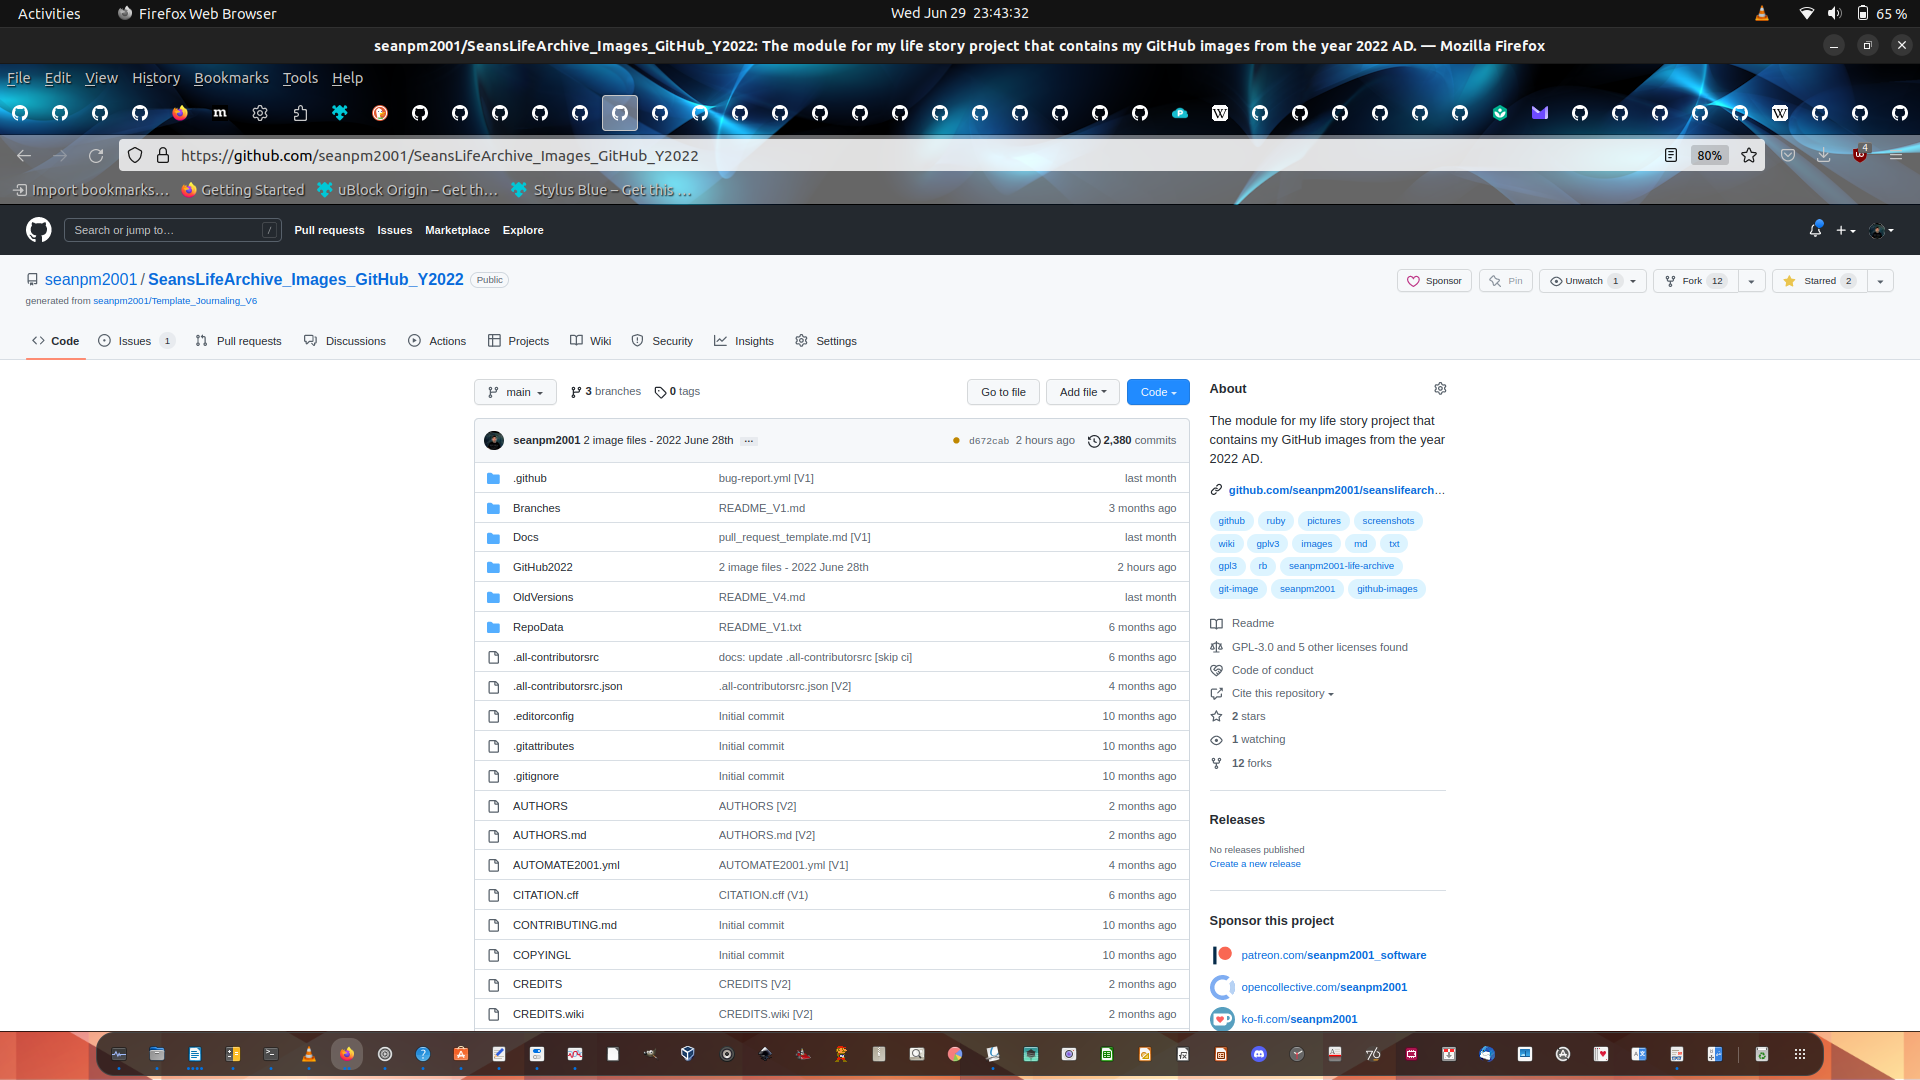 Activities Firefox Web Browser Wed Jun 29 23:43:32 65 %
seanpm2001/SeansLifeArchive_Images_GitHub_Y2022: The module for my life story project that contains my GitHub images from the year 2022 AD. — Mozilla Firefox
File Edit View History Bookmarks Tools Help
https://github.com/seanpm2001/SeansLifeArchive_Images_GitHub_Y2022 80% 4
Import bookmarks… Getting Started uBlock Origin – Get th… Stylus Blue – Get this …
Search or jump to… / Pull requests Issues Marketplace Explore
seanpm2001 / SeansLifeArchive_Images_GitHub_Y2022 Public Sponsor Pin Unwatch 1 Fork 12 Starred 2
generated from seanpm2001/Template_Journaling_V6
Code Issues 1 Pull requests Discussions Actions Projects Wiki Security Insights Settings
main 3 branches 0 tags Go to file Add file Code
seanpm2001 2 image files - 2022 June 28th ... d672cab 2 hours ago 2,380 commits
.github bug-report.yml [V1] last month
Branches README_V1.md 3 months ago
Docs pull_request_template.md [V1] last month
GitHub2022 2 image files - 2022 June 28th 2 hours ago
OldVersions README_V4.md last month
RepoData README_V1.txt 6 months ago
.all-contributorsrc docs: update .all-contributorsrc [skip ci] 6 months ago
.all-contributorsrc.json .all-contributorsrc.json [V2] 4 months ago
.editorconfig Initial commit 10 months ago
.gitattributes Initial commit 10 months ago
.gitignore Initial commit 10 months ago
AUTHORS AUTHORS [V2] 2 months ago
AUTHORS.md AUTHORS.md [V2] 2 months ago
AUTOMATE2001.yml AUTOMATE2001.yml [V1] 4 months ago
CITATION.cff CITATION.cff (V1) 6 months ago
CONTRIBUTING.md Initial commit 10 months ago
COPYINGL Initial commit 10 months ago
CREDITS CREDITS [V2] 2 months ago
CREDITS.wiki CREDITS.wiki [V2] 2 months ago
About
The module for my life story project that
contains my GitHub images from the year
2022 AD.
github.com/seanpm2001/seanslifearch…
github ruby pictures screenshots
wiki gplv3 images md txt
gpl3 rb seanpm2001-life-archive
git-image seanpm2001 github-images
Readme
GPL-3.0 and 5 other licenses found
Code of conduct
Cite this repository
2 stars
1 watching
12 forks
Releases
No releases published
Create a new release
Sponsor this project
patreon.com/seanpm2001_software
opencollective.com/seanpm2001
ko-fi.com/seanpm2001